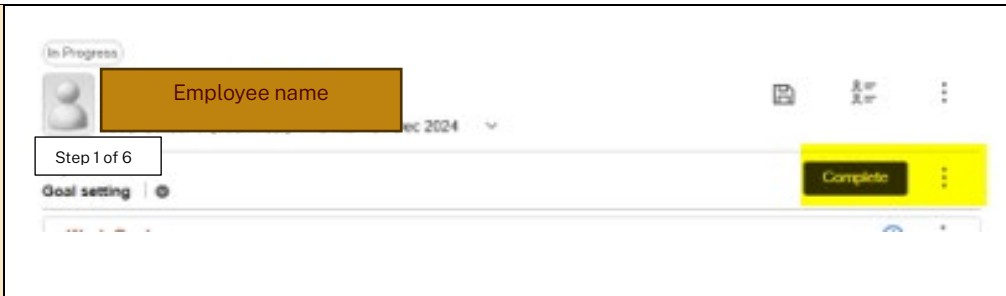 In Progress
Employee name
ec 2024
Step 1 of 6
Complete
Goal setting